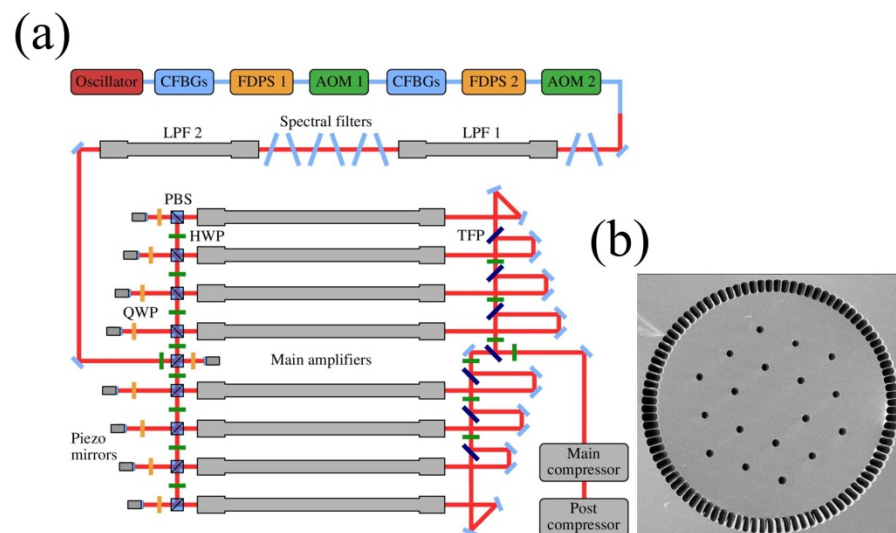 (a)
Oscillator CFBGs FDPS 1 AOM 1 CFBGs FDPS 2 AOM 2
LPF 2 Spectral filters LPF 1
PBS
HWP TFP
(b)
QWP
Main amplifiers
Piezo
mirrors
Main
compressor
Post
compressor